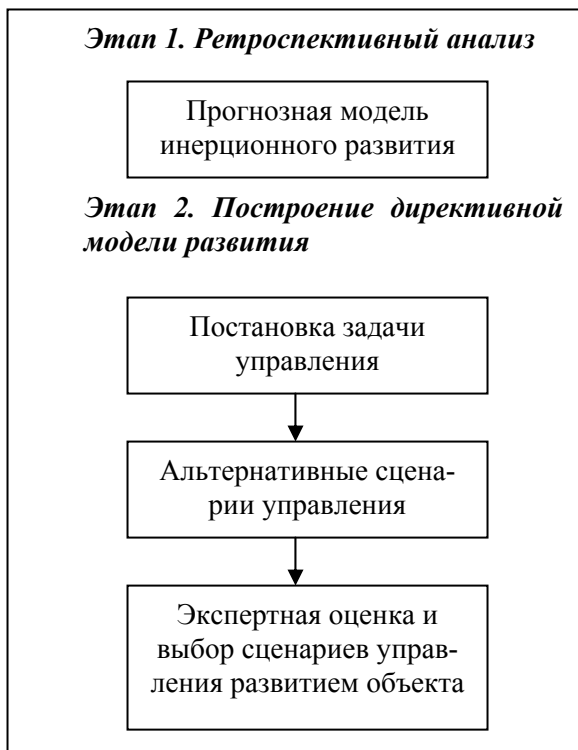 Этап 1. Ретроспективный анализ
Прогнозная модель
инерционного развития
Этап 2. Построение директивной
модели развития
Постановка задачи
управления
Альтернативные сцена-
рии управления
Экспертная оценка и
выбор сценариев управ-
ления развитием объекта